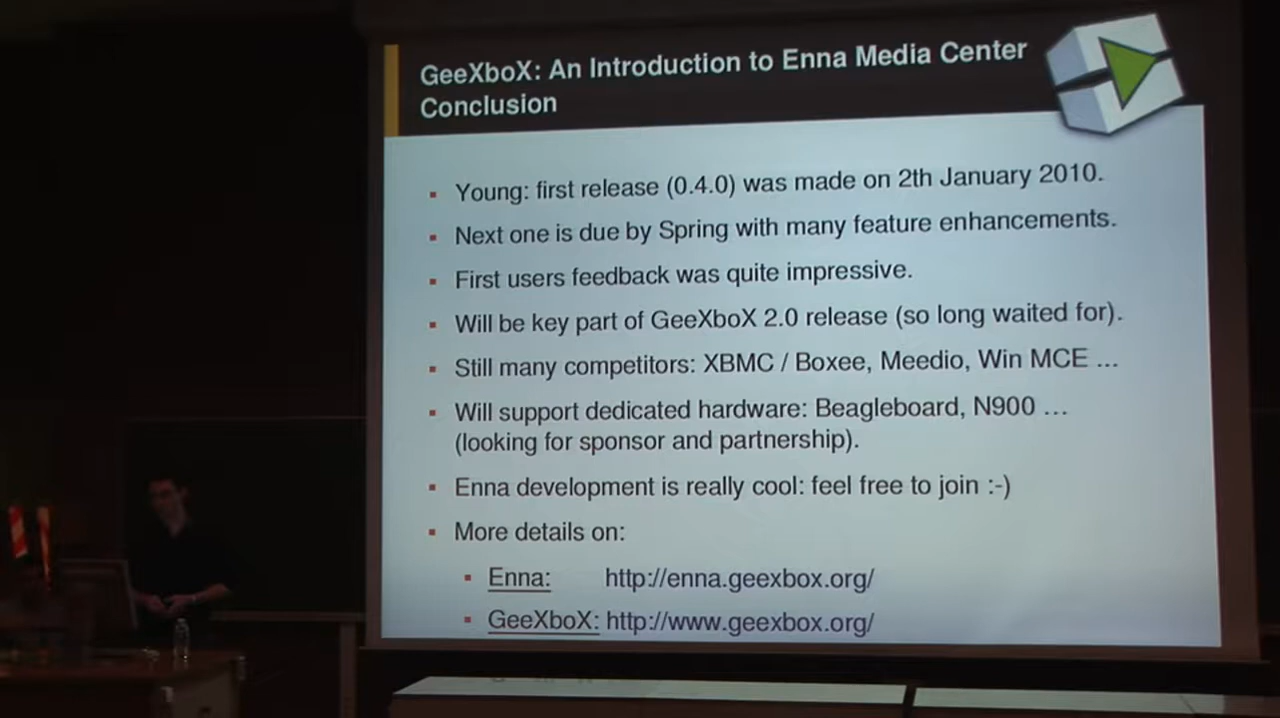 GeeXboX: An Introduction to Enna Media Center
Conclusion
Young: first release (0.4.0) was made on 2th January 2010.
Next one is due by Spring with many feature enhancements.
First users feedback was quite impressive.
Will be key part of GeeXboX 2.0 release (so long waited for).
Still many competitors: XBMC / Boxee, Meedio, Win MCE ...
Will support dedicated hardware: Beagleboard, N900 ...
(looking for sponsor and partnership).
Enna development is really cool: feel free to join :-)
More details on:
Enna: http://enna.geexbox.org/
GeeXboX: http://www.geexbox.org/